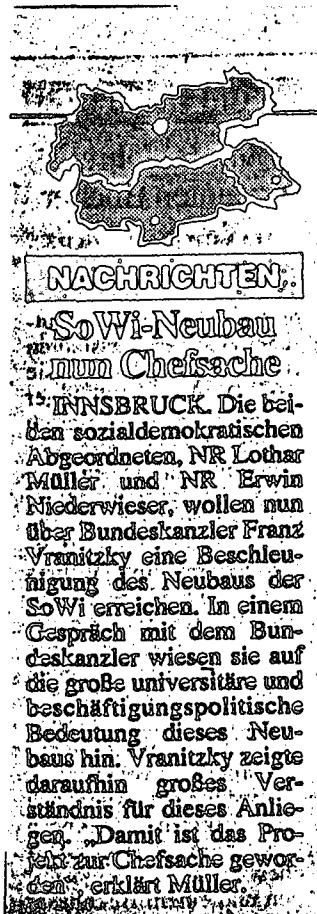 NACHRICHTEN
SoWi-Neubau
nun Chefsache
INNSBRUCK. Die bei-
den sozialdemokratischen
Abgeordneten, NR Lothar
Müller und NR Erwin
Niederwieser, wollen nun
über Bundeskanzler Franz
Vranitzky eine Beschleu-
nigung des Neubaus der
SoWi erreichen. In einem
Gespräch mit dem Bun-
deskanzler wiesen sie auf
die große universitäre und
beschäftigungspolitische
Bedeutung dieses Neu-
baus hin. Vranitzky zeigte
daraufhin großes Ver-
ständnis für dieses Anlie-
gen. „Damit ist das Pro-
jekt zur Chefsache gewor-
den“, erklärt Müller.